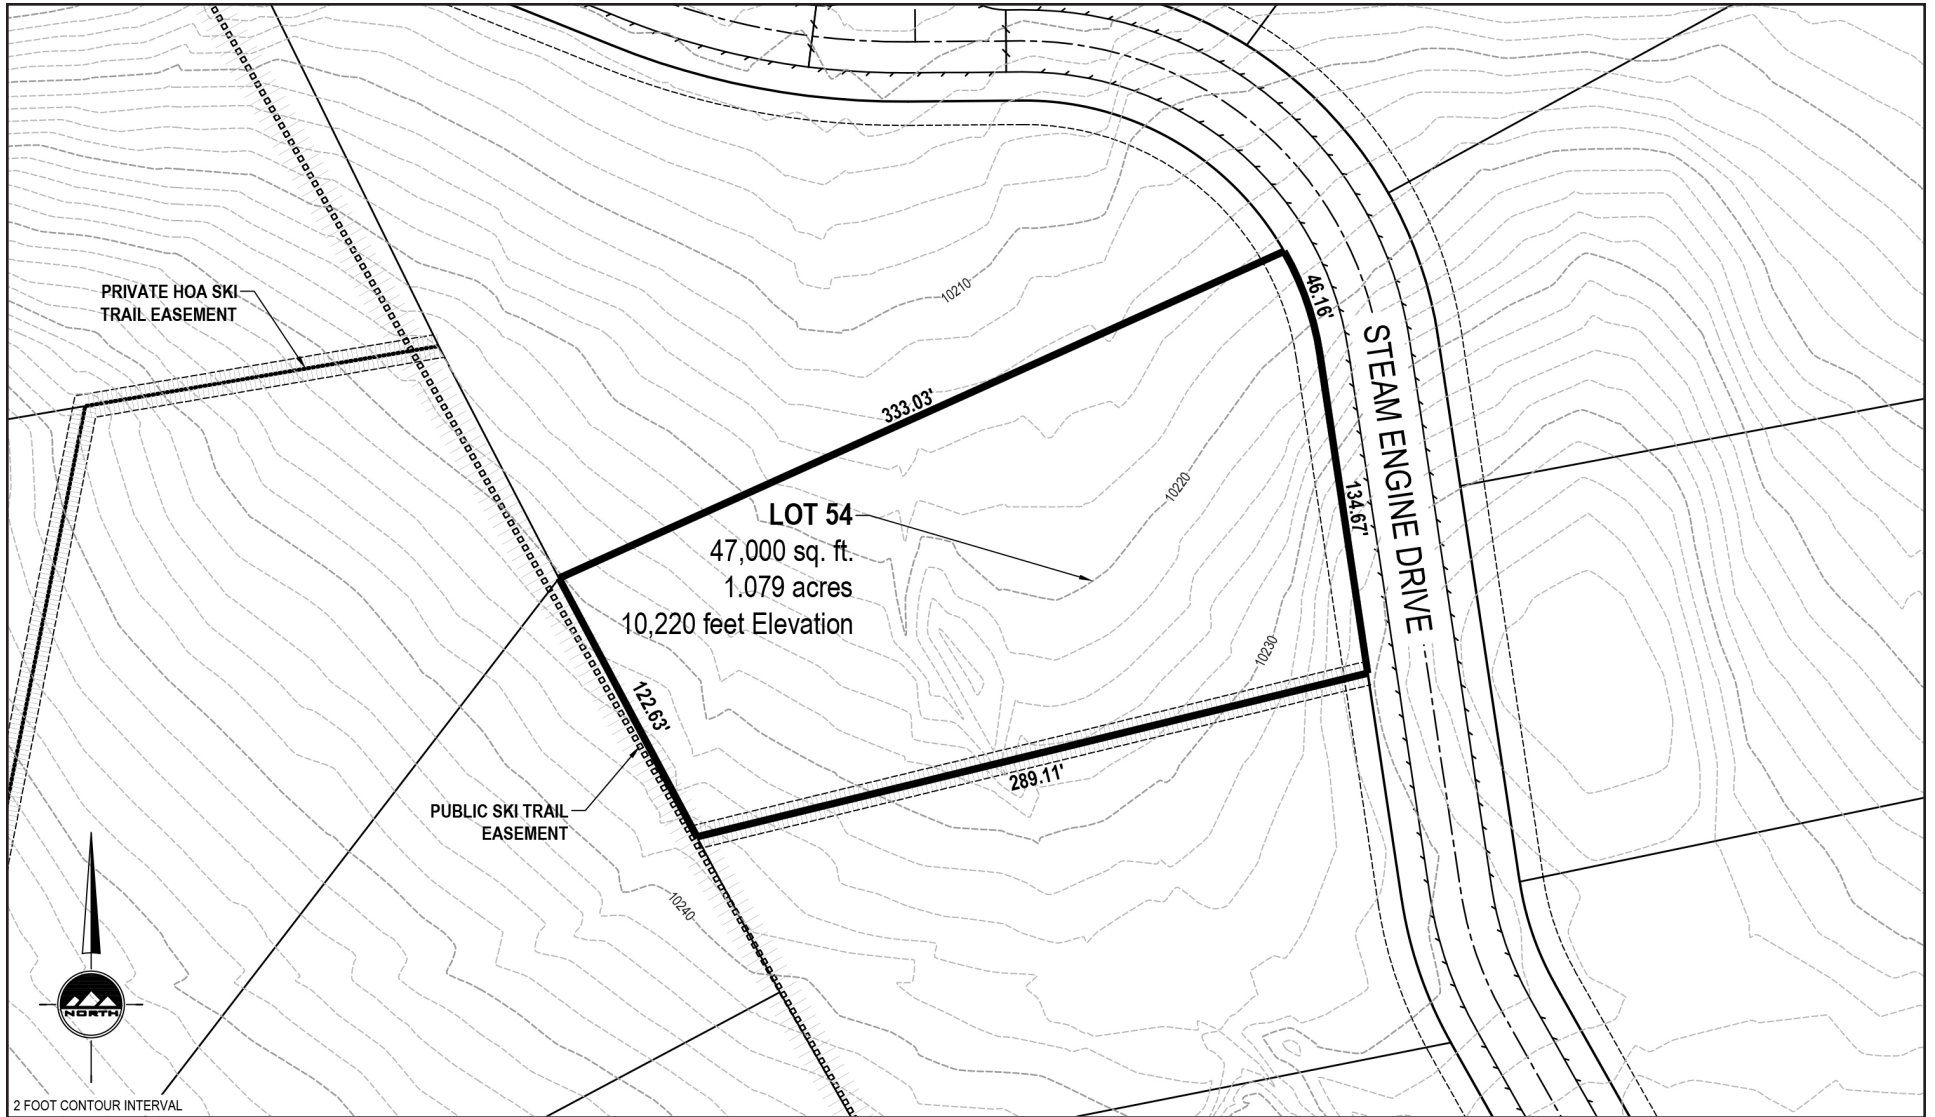 PRIVATE HOA SKI
TRAIL EASEMENT
10210
46.16'
STEAM ENGINE DRIVE
333.03'
134.67'
10220
LOT 54
47,000 sq. ft.
1.079 acres
10,220 feet Elevation
10230
122.63'
289.11'
PUBLIC SKI TRAIL
EASEMENT
10240
NORTH
2 FOOT CONTOUR INTERVAL